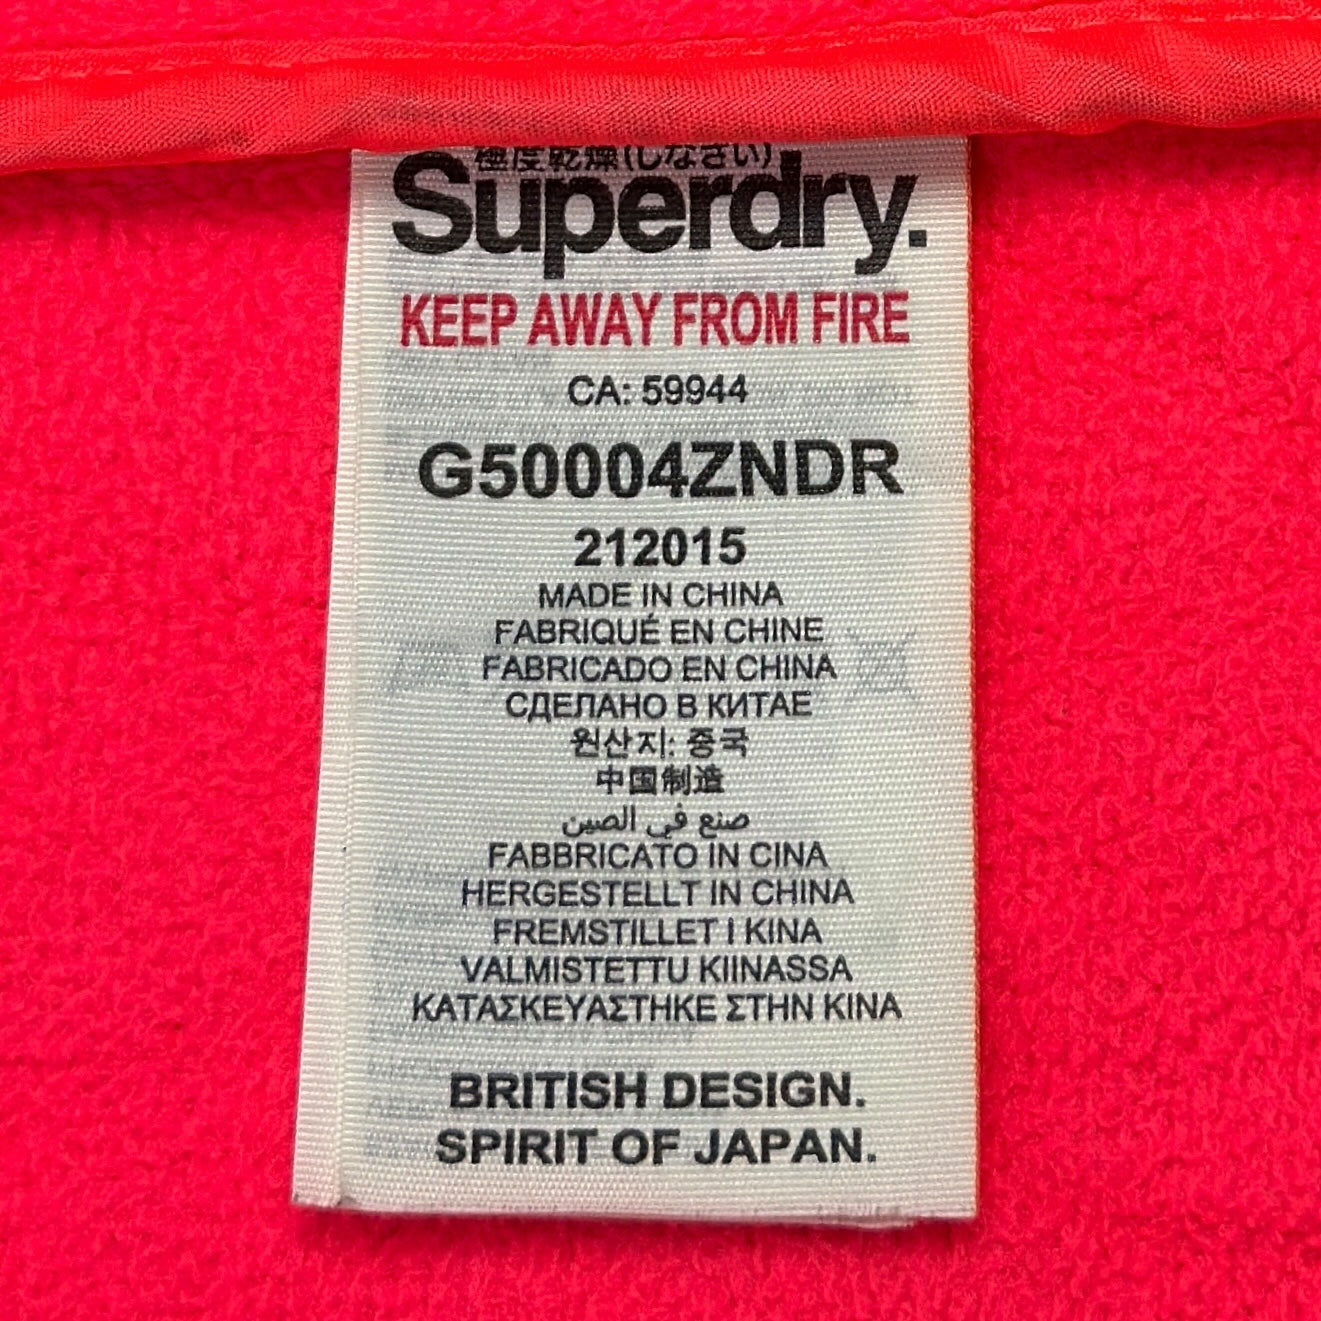 極度乾燥(しなさい)
Superdry.
KEEP AWAY FROM FIRE
CA: 59944
G50004ZNDR
212015
MADE IN CHINA
FABRIQUÉ EN CHINE
FABRICADO EN CHINA
СДЕЛАНО В КИТАЕ
원산지: 중국
中国制造
صنع في الصين
FABBRICATO IN CINA
HERGESTELLT IN CHINA
FREMSTILLET I KINA
VALMISTETTU KIINASSA
ΚΑΤΑΣΚΕΥΑΣΤΗΚΕ ΣΤΗΝ ΚΙΝΑ
BRITISH DESIGN.
SPIRIT OF JAPAN.